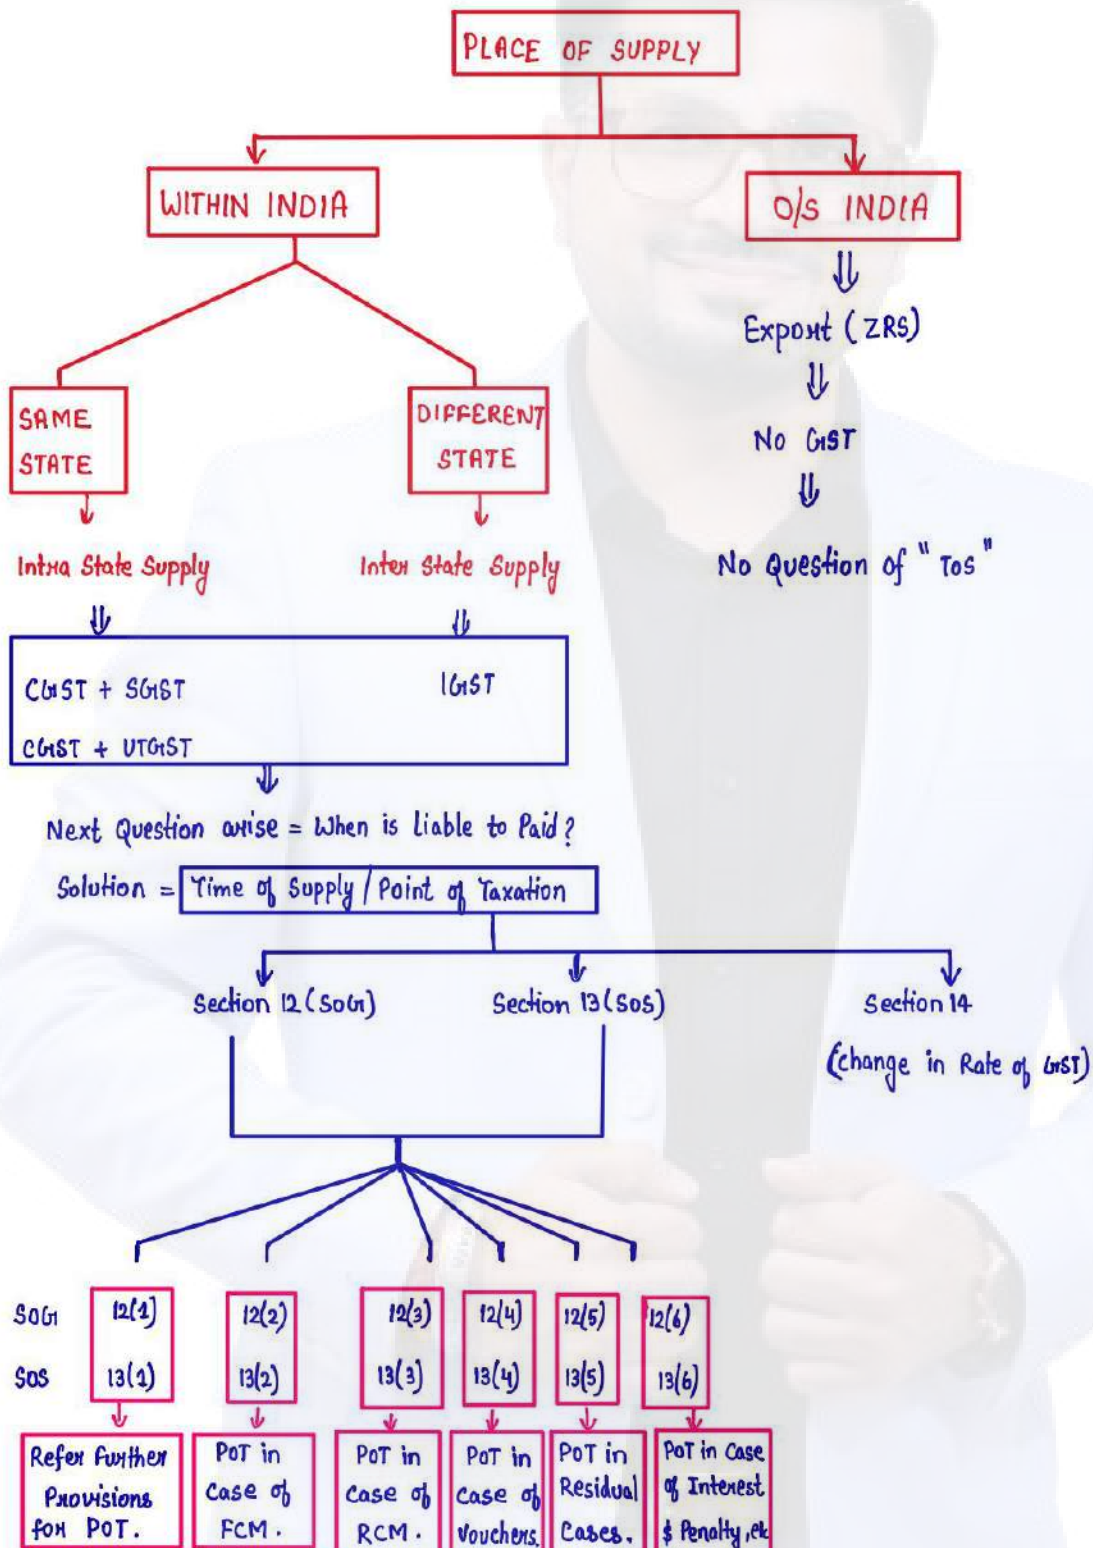 PLACE OF SUPPLY
WITHIN INDIA
O/S INDIA
Export (ZRS)
No GST
No Question of "TOS"
SAME
STATE
DIFFERENT
STATE
Intra State Supply
Inter State Supply
CGST + SGST
IGST
CGST + UTGST
Next Question arise = When is liable to Paid?
Solution = Time of Supply / Point of Taxation
Section 12 (SOG)
Section 13 (SOS)
Section 14
(Change in Rate of GST)
SOG 12(1) 12(2) 12(3) 12(4) 12(5) 12(6)
SOS 13(1) 13(2) 13(3) 13(4) 13(5) 13(6)
Refer Further
Provisions
for POT.
POT in
Case of
FCM.
POT in
Case of
RCM.
POT in
Case of
Vouchers.
POT in
Residual
Cases.
POT in Case
of Interest
$ Penalty, etc